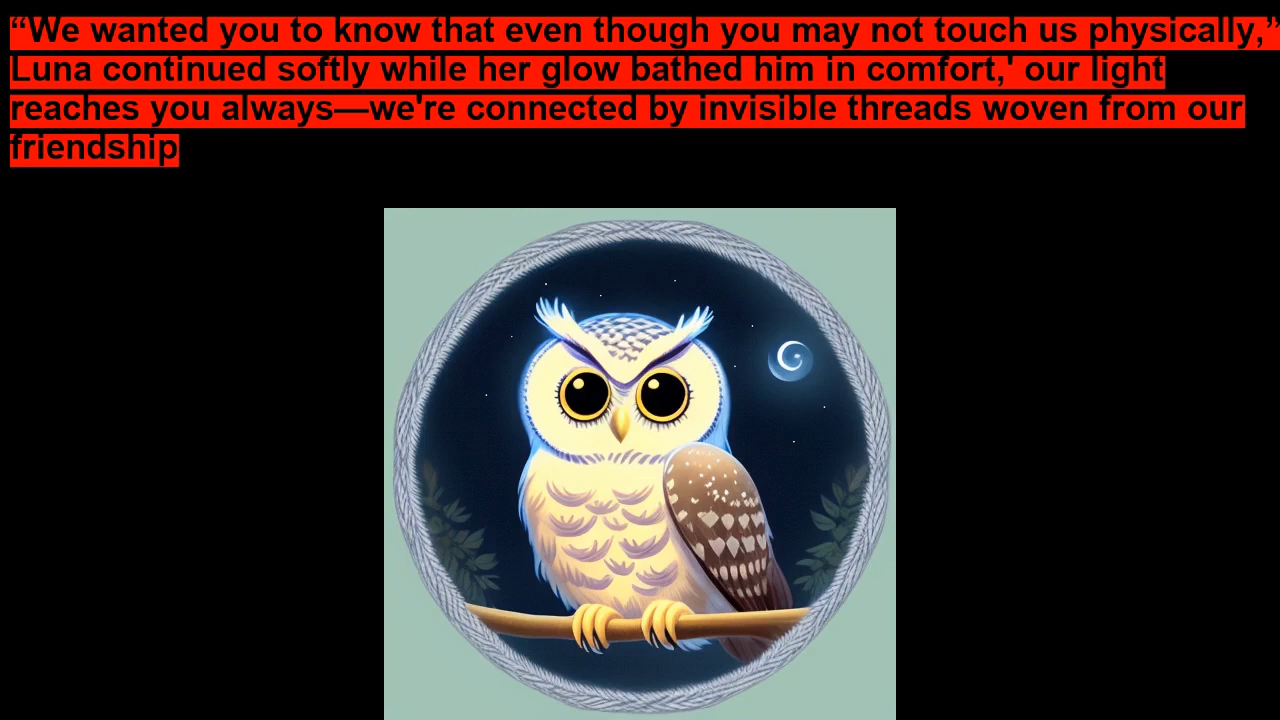 “We wanted you to know that even though you may not touch us physically,”
Luna continued softly while her glow bathed him in comfort,' our light
reaches you always—we're connected by invisible threads woven from our
friendship